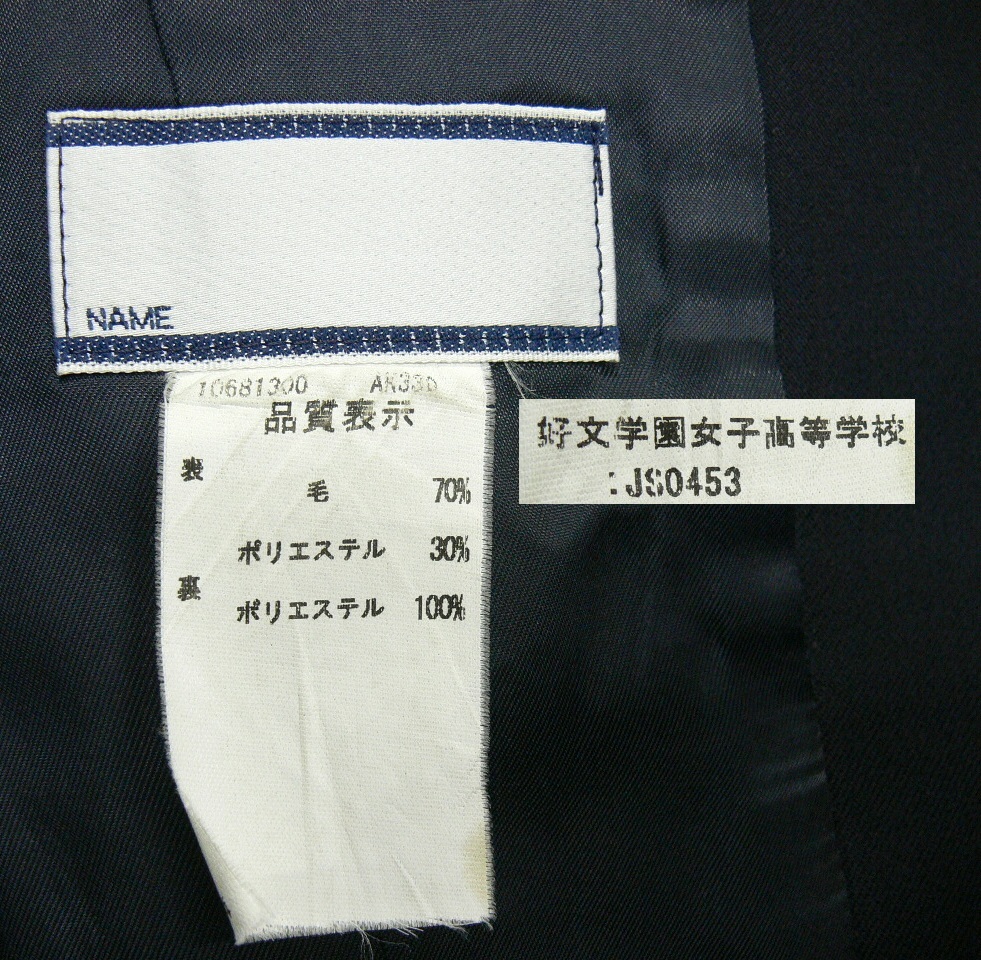 NAME
10681300 AK335
品質表示
表
毛 70%
ポリエステル 30%
裏
ポリエステル 100%
好文学園女子高等学校
:JS0453